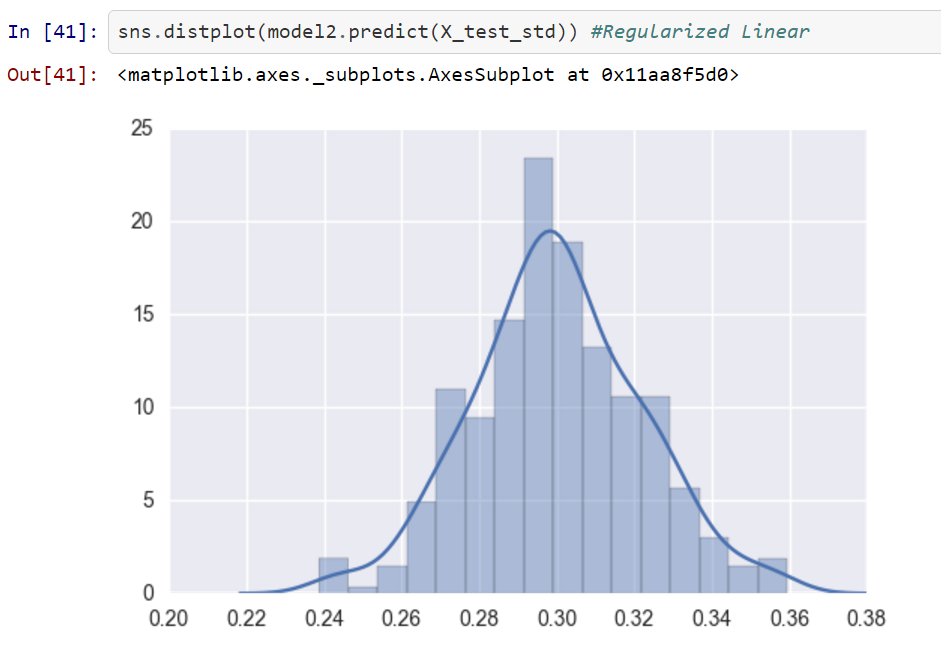 In [41]: sns.distplot(model2.predict(X_test_std)) #Regularized Linear
Out[41]: <matplotlib.axes._subplots.AxesSubplot at 0x11aa8f5d0>
25
20
15
10
5
0
0.20 0.22 0.24 0.26 0.28 0.30 0.32 0.34 0.36 0.38